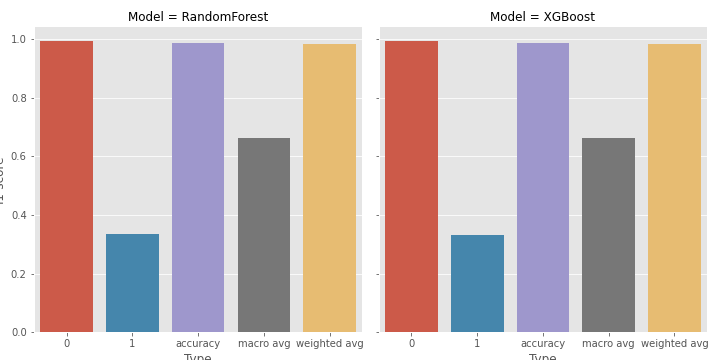 Model = RandomForest
Model = XGBoost
1.0
0.8
0.6
0.4
0.2
0.0
0 1 accuracy macro avg weighted avg
0 1 accuracy macro avg weighted avg
Type
Type